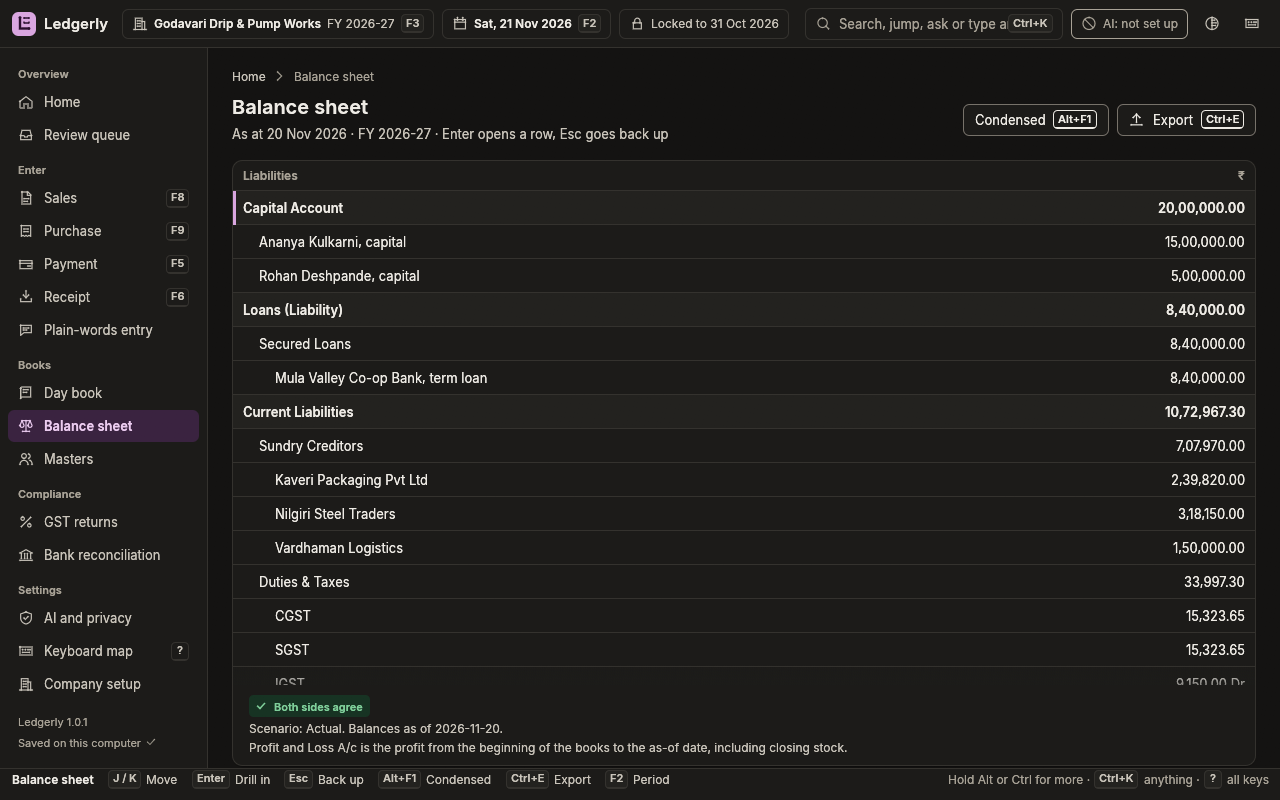 Ledgerly
Godavari Drip & Pump Works FY 2026-27 F3
Sat, 21 Nov 2026 F2
Locked to 31 Oct 2026
Search, jump, ask or type a Ctrl+K
AI: not set up
Overview
Home
Review queue
Enter
Sales F8
Purchase F9
Payment F5
Receipt F6
Plain-words entry
Books
Day book
Balance sheet
Masters
Compliance
GST returns
Bank reconciliation
Settings
AI and privacy
Keyboard map ?
Company setup
Ledgerly 1.0.1
Saved on this computer
Home Balance sheet
Balance sheet
As at 20 Nov 2026 · FY 2026-27 · Enter opens a row, Esc goes back up
Condensed Alt+F1
Export Ctrl+E
Liabilities ₹
Capital Account 20,00,000.00
Ananya Kulkarni, capital 15,00,000.00
Rohan Deshpande, capital 5,00,000.00
Loans (Liability) 8,40,000.00
Secured Loans 8,40,000.00
Mula Valley Co-op Bank, term loan 8,40,000.00
Current Liabilities 10,72,967.30
Sundry Creditors 7,07,970.00
Kaveri Packaging Pvt Ltd 2,39,820.00
Nilgiri Steel Traders 3,18,150.00
Vardhaman Logistics 1,50,000.00
Duties & Taxes 33,997.30
CGST 15,323.65
SGST 15,323.65
IGST 9,150.00 Dr
Both sides agree
Scenario: Actual. Balances as of 2026-11-20.
Profit and Loss A/c is the profit from the beginning of the books to the as-of date, including closing stock.
Balance sheet J / K Move Enter Drill in Esc Back up Alt+F1 Condensed Ctrl+E Export F2 Period
Hold Alt or Ctrl for more · Ctrl+K anything · ? all keys